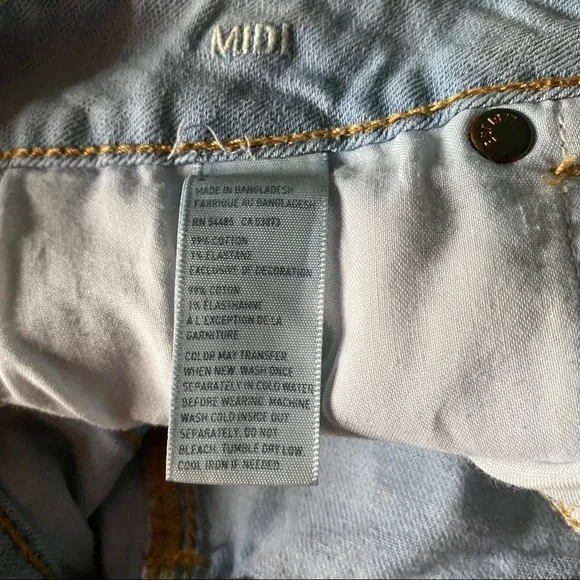 MIDI
MADE IN BANGLADESH
FABRIQUÉ AU BANGLADESH
RN 54485 CA 03273
99% COTTON
1% ELASTANE
EXCLUSIVE OF DECORATION
99% COTON
1% ÉLASTHANNE
À L'EXCEPTION DE LA
GARNITURE
COLOR MAY TRANSFER
WHEN NEW. WASH ONCE
SEPARATELY IN COLD WATER
BEFORE WEARING. MACHINE
WASH COLD INSIDE OUT
SEPARATELY. DO NOT
BLEACH. TUMBLE DRY LOW.
COOL IRON IF NEEDED.